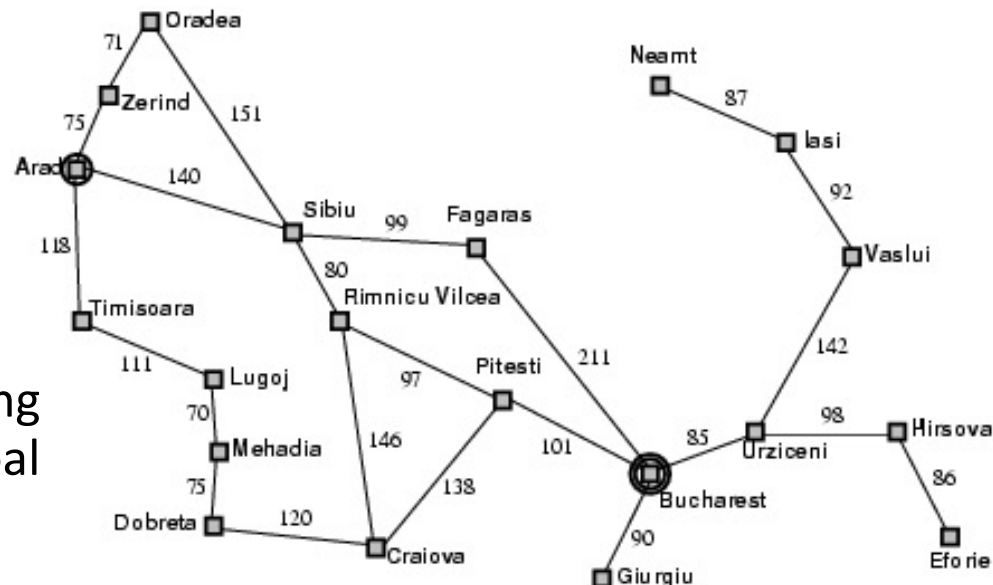 Oradea
71
Neamt
87
Zerind
151
75
Iasi
Arad
140
92
Sibiu
Fagaras
99
118
80
Vaslui
Timisoara
Rimnicu Vilcea
142
111
211
Pitesti
Lugoj
97
ng
70
98
Hirsova
146
101
85
Urziceni
Mehadia
al
86
75
138
Bucharest
Dobreta
120
90
Craiova
Eforie
Giurgiu